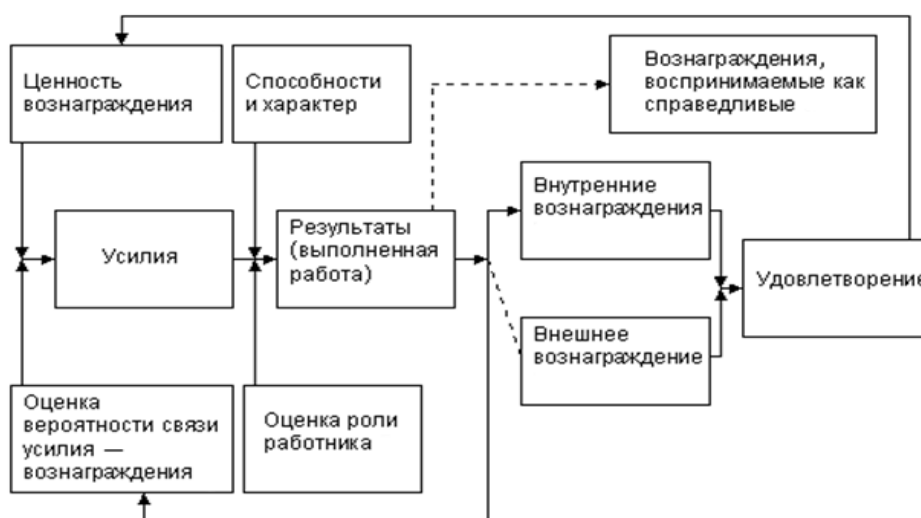 Ценность
вознаграждения
Способности
и характер
Вознаграждения,
воспринимаемые как
справедливые
Усилия
Результаты
(выполненная
работа)
Внутренние
вознаграждения
Внешнее
вознаграждение
Удовлетворение
Оценка
вероятности связи
усилия —
вознаграждения
Оценка роли
работника